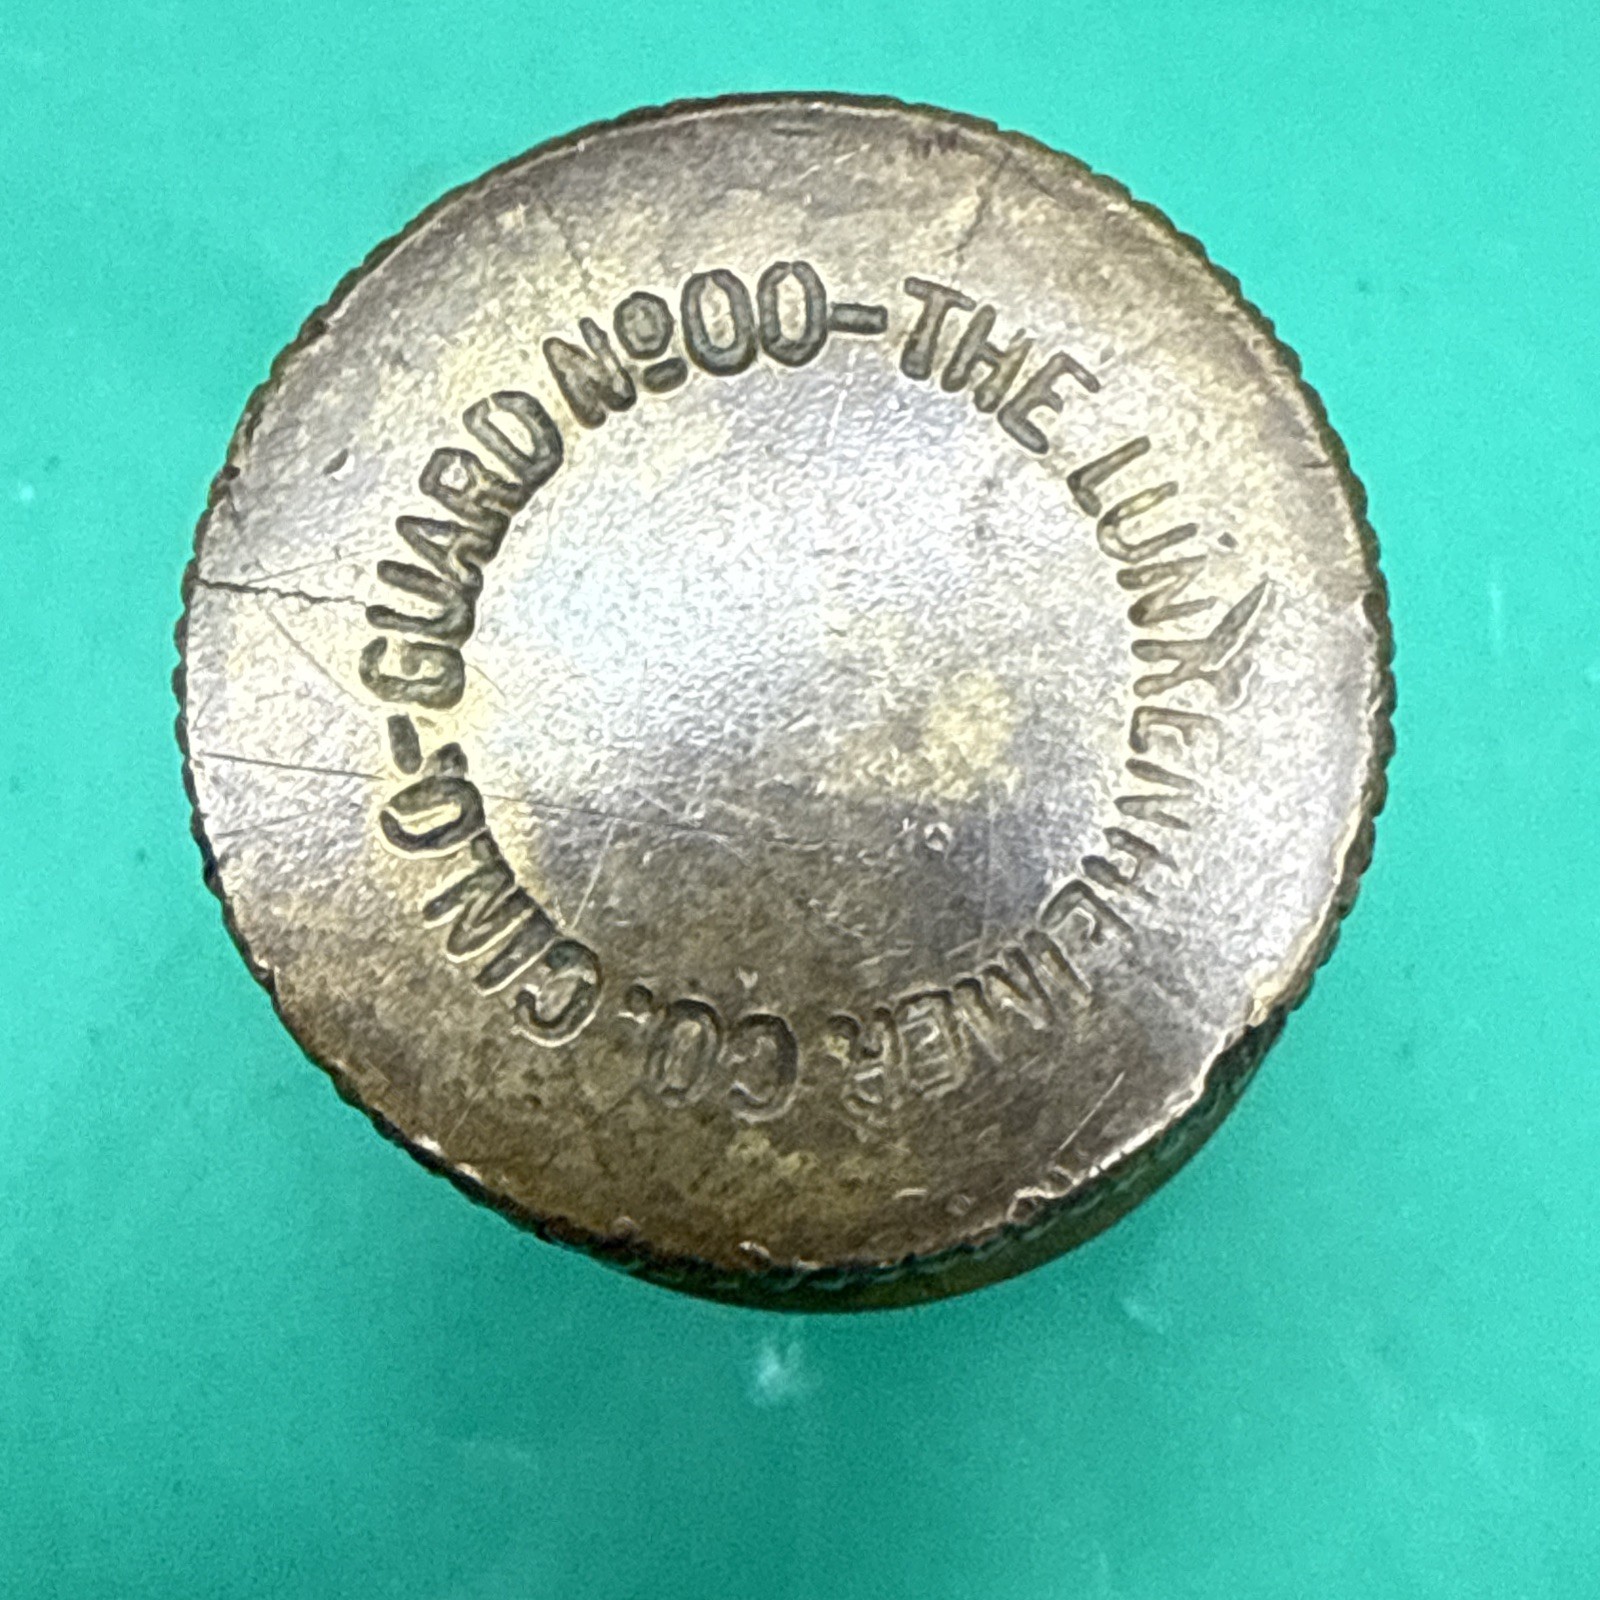 GUARD Nº 00-THE LUNKENHEIMER CO. CIN.O.-